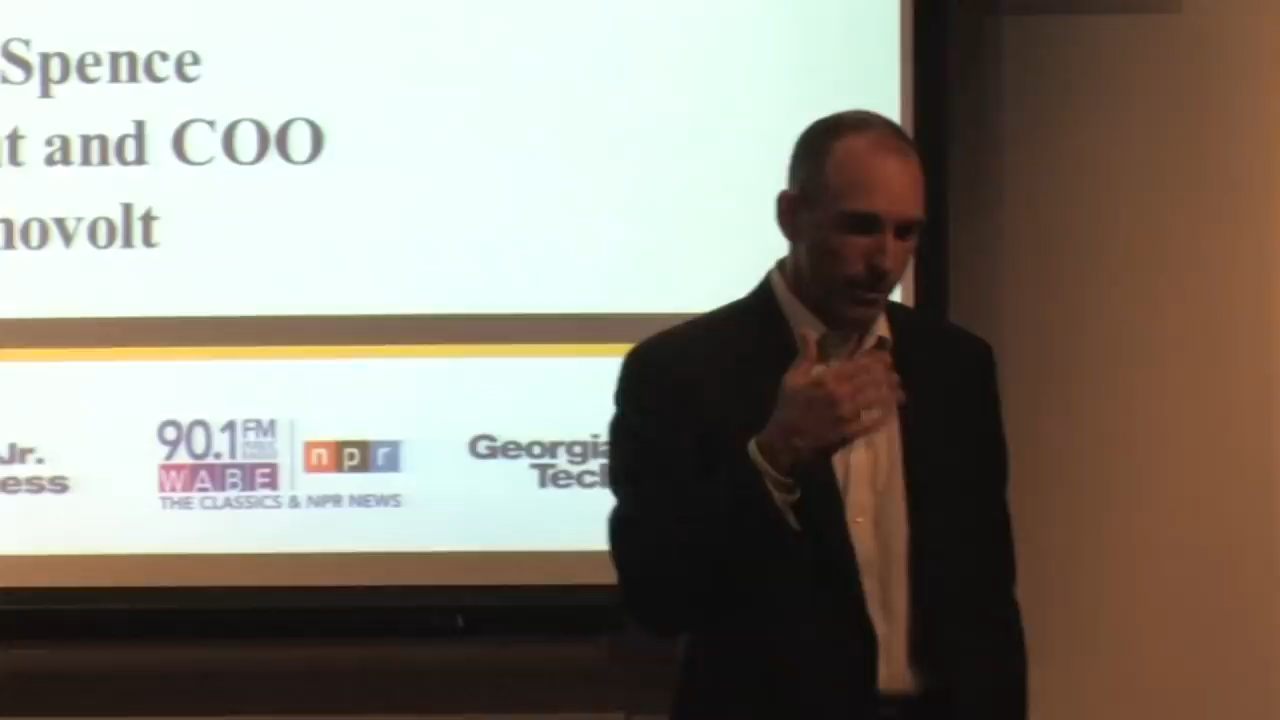 Spence
t and COO
novolt
Jr.
ess
90.1 FM
WABE
npr
THE CLASSICS & NPR NEWS
Georgia
Tech